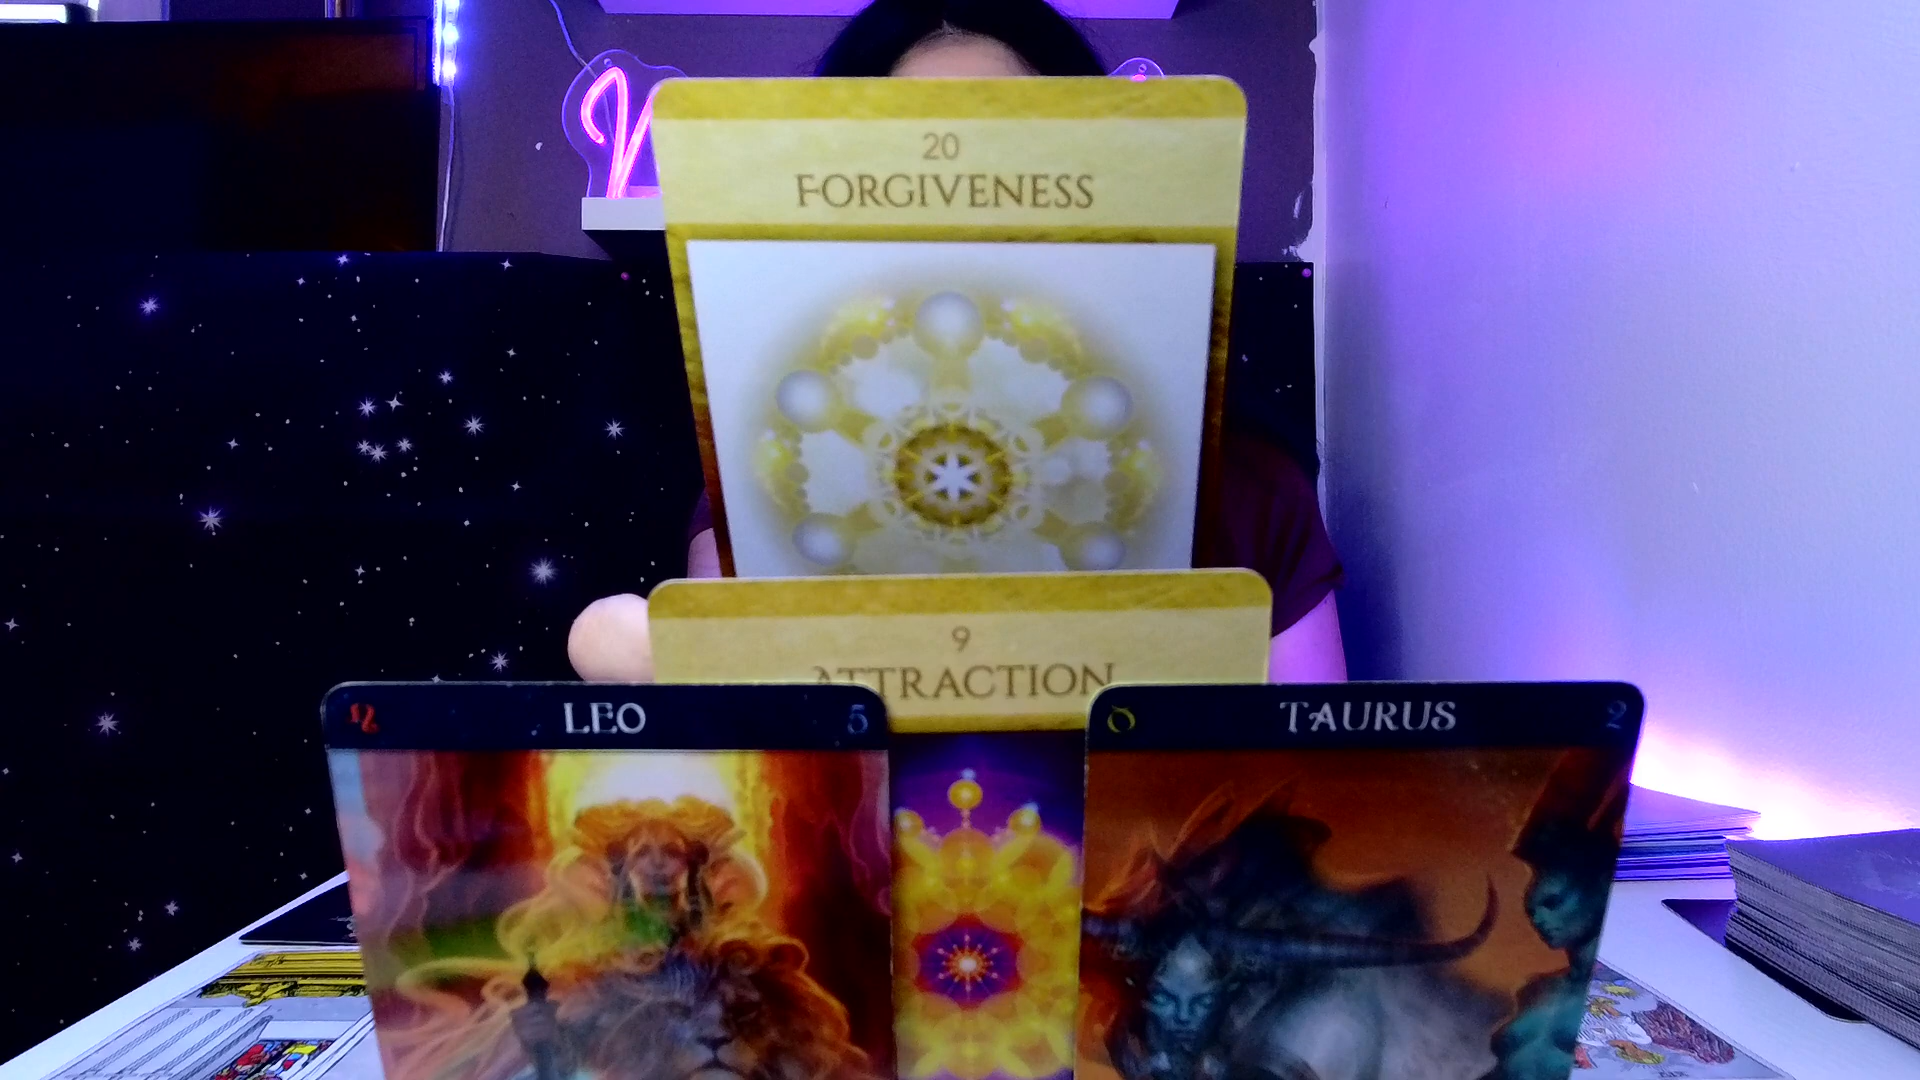 20
FORGIVENESS
9
ATTRACTION
♌ LEO 5
♉ TAURUS 2